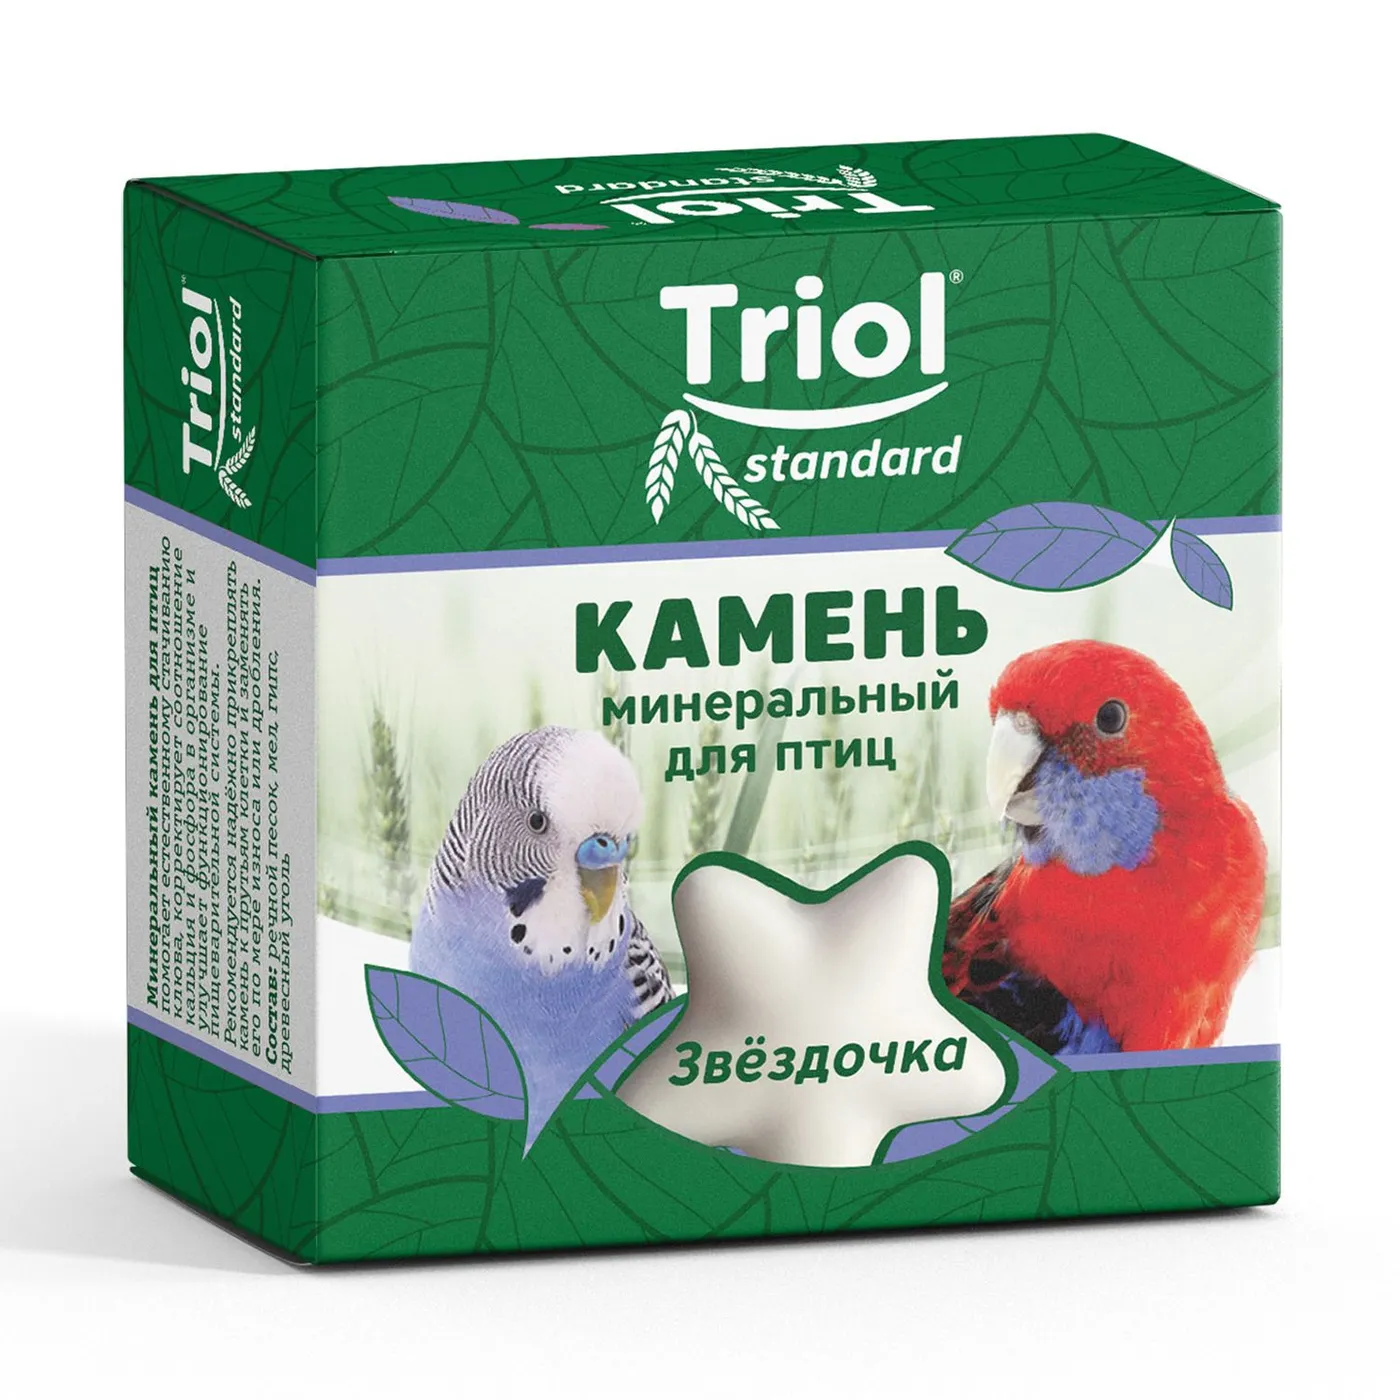 Triol®
standard
Triol®
standard
КАМЕНЬ
минеральный
для птиц
Звёздочка
Triol
standard
Минеральный камень для птиц
помогает естественному стачиванию
клюва, корректирует соотношение
кальция и фосфора в организме и
улучшает функционирование
пищеварительной системы.
Рекомендуется надёжно прикреплять
камень к прутьям клетки и заменять
его по мере износа или дробления.
Состав: речной песок, мел, гипс,
древесный уголь